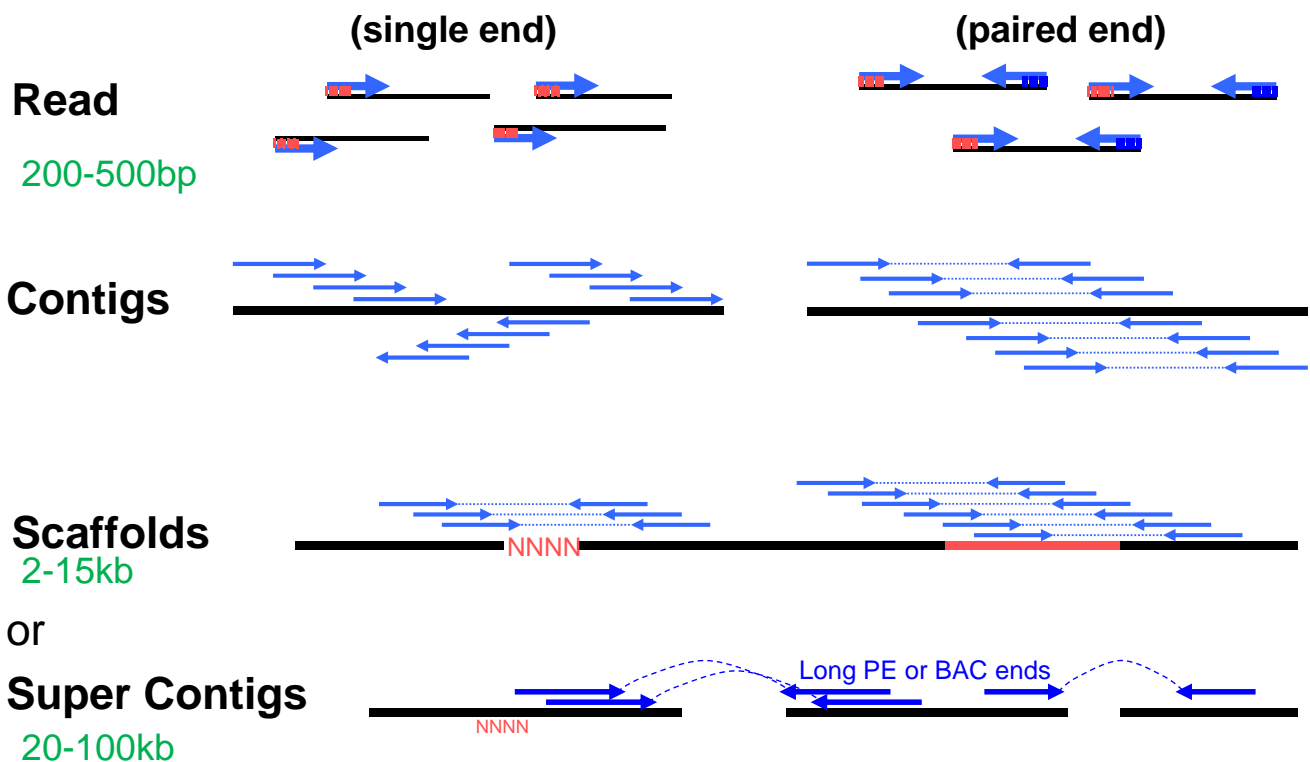 (single end)
(paired end)
Read
200-500bp
Contigs
Scaffolds
NNNN
2-15kb
or
Long PE or BAC ends
Super Contigs
NNNN
20-100kb